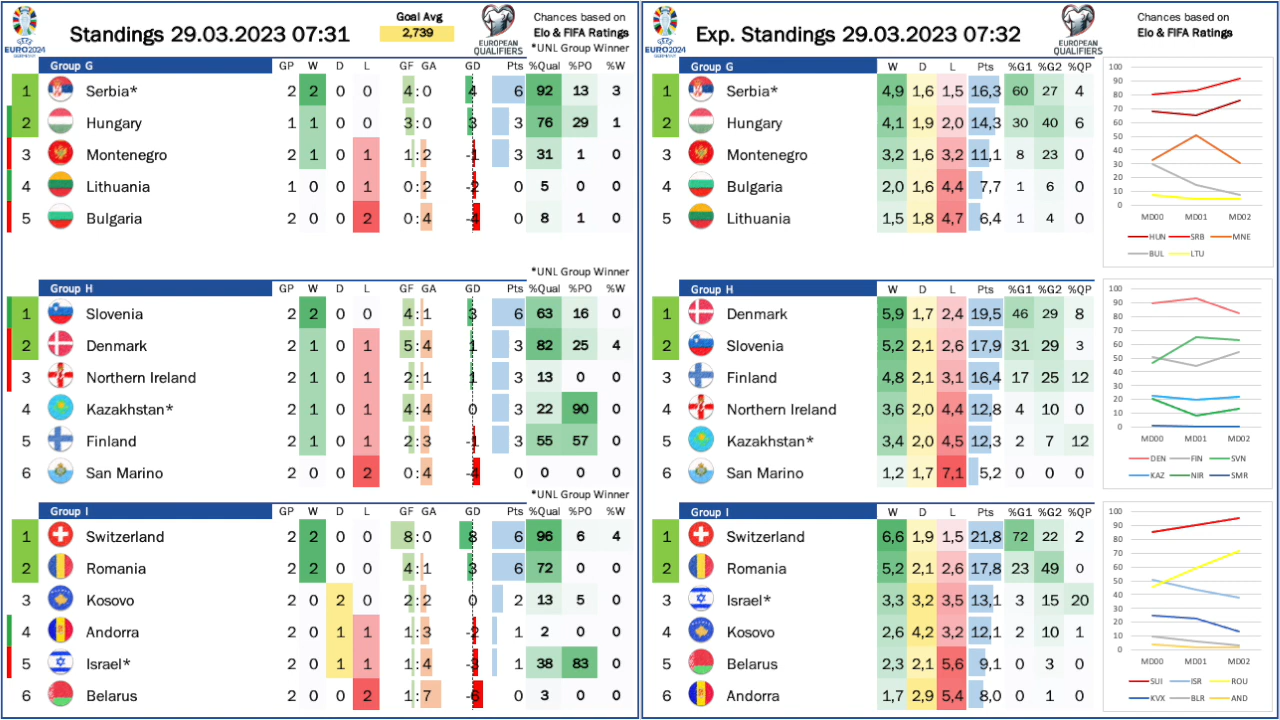 EURO2024
GERMANY
Standings 29.03.2023 07:31
Goal Avg
2,739
EUROPEAN
QUALIFIERS
Chances based on
Elo & FIFA Ratings
*UNL Group Winner
Group G GP W D L GF GA GD Pts %Qual %PO %W
1 Serbia* 2 2 0 0 4:0 4 6 92 13 3
2 Hungary 1 1 0 0 3:0 3 3 76 29 1
3 Montenegro 2 1 0 1 1:2 -1 3 31 1 0
4 Lithuania 1 0 0 1 0:2 -2 0 5 0 0
5 Bulgaria 2 0 0 2 0:4 -4 0 8 1 0
*UNL Group Winner
Group H GP W D L GF GA GD Pts %Qual %PO %W
1 Slovenia 2 2 0 0 4:1 3 6 63 16 0
2 Denmark 2 1 0 1 5:4 1 3 82 25 4
3 Northern Ireland 2 1 0 1 2:1 1 3 13 0 0
4 Kazakhstan* 2 1 0 1 4:4 0 3 22 90 0
5 Finland 2 1 0 1 2:3 -1 3 55 57 0
6 San Marino 2 0 0 2 0:4 -4 0 0 0 0
*UNL Group Winner
Group I GP W D L GF GA GD Pts %Qual %PO %W
1 Switzerland 2 2 0 0 8:0 8 6 96 6 4
2 Romania 2 2 0 0 4:1 3 6 72 0 0
3 Kosovo 2 0 2 0 2:2 0 2 13 5 0
4 Andorra 2 0 1 1 1:3 -2 1 2 0 0
5 Israel* 2 0 1 1 1:4 -3 1 38 83 0
6 Belarus 2 0 0 2 1:7 -6 0 3 0 0
EURO2024
GERMANY
Exp. Standings 29.03.2023 07:32
EUROPEAN
QUALIFIERS
Chances based on
Elo & FIFA Ratings
Group G W D L Pts %G1 %G2 %QP
1 Serbia* 4,9 1,6 1,5 16,3 60 27 4
2 Hungary 4,1 1,9 2,0 14,3 30 40 6
3 Montenegro 3,2 1,6 3,2 11,1 8 23 0
4 Bulgaria 2,0 1,6 4,4 7,7 1 6 0
5 Lithuania 1,5 1,8 4,7 6,4 1 4 0
100
90
80
70
60
50
40
30
20
10
0
MD00 MD01 MD02
HUN SRB MNE
BUL LTU
Group H W D L Pts %G1 %G2 %QP
1 Denmark 5,9 1,7 2,4 19,5 46 29 8
2 Slovenia 5,2 2,1 2,6 17,9 31 29 3
3 Finland 4,8 2,1 3,1 16,4 17 25 12
4 Northern Ireland 3,6 2,0 4,4 12,8 4 10 0
5 Kazakhstan* 3,4 2,0 4,5 12,3 2 7 12
6 San Marino 1,2 1,7 7,1 5,2 0 0 0
100
90
80
70
60
50
40
30
20
10
0
MD00 MD01 MD02
DEN FIN SVN
KAZ NIR SMR
Group I W D L Pts %G1 %G2 %QP
1 Switzerland 6,6 1,9 1,5 21,8 72 22 2
2 Romania 5,2 2,1 2,6 17,8 23 49 0
3 Israel* 3,3 3,2 3,5 13,1 3 15 20
4 Kosovo 2,6 4,2 3,2 12,1 2 10 1
5 Belarus 2,3 2,1 5,6 9,1 0 3 0
6 Andorra 1,7 2,9 5,4 8,0 0 1 0
100
90
80
70
60
50
40
30
20
10
0
MD00 MD01 MD02
SUI ISR ROU
KVX BLR AND